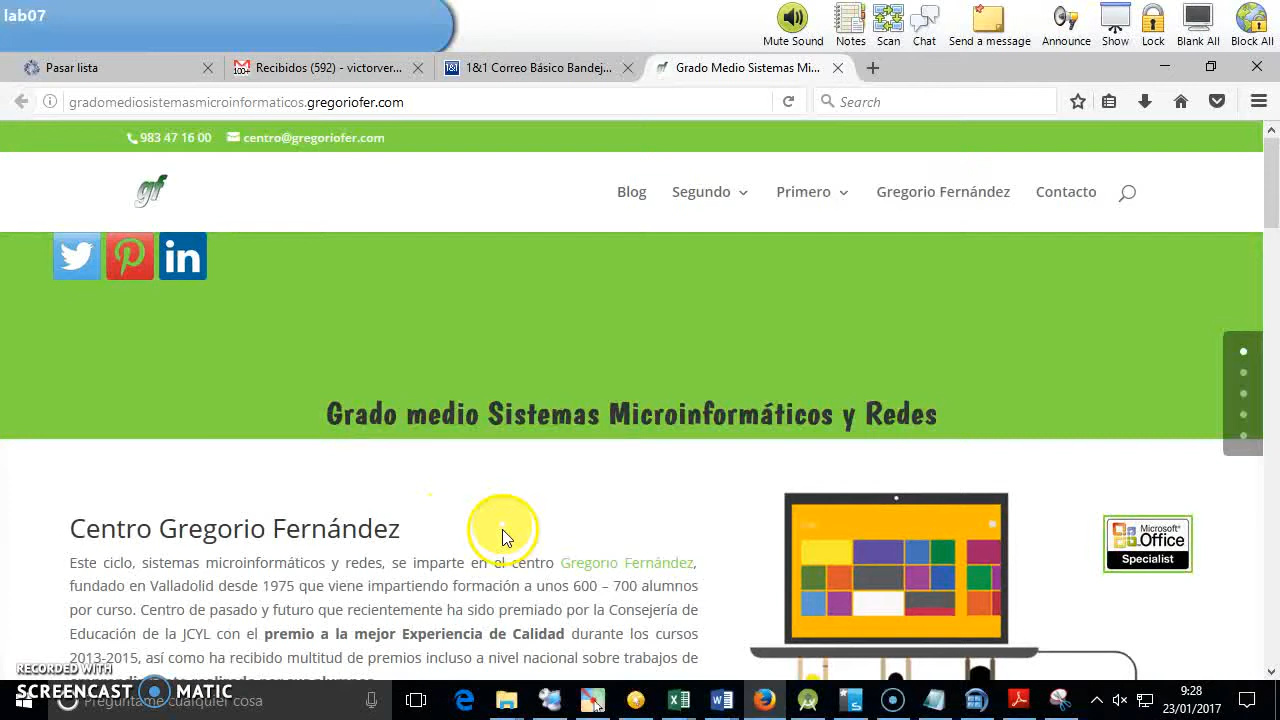 lab07
Mute Sound Notes Scan Chat Send a message Announce Show Lock Blank All Block All
Pasar lista
Recibidos (592) - victorver...
1&1 Correo Básico Bandej...
Grado Medio Sistemas Mi...
gradomediosistemasmicroinformaticos.gregoriofer.com
Search
983 47 16 00 centro@gregoriofer.com
gf
Blog Segundo Primero Gregorio Fernández Contacto
in
Grado medio Sistemas Microinformáticos y Redes
Centro Gregorio Fernández
Este ciclo, sistemas microinformáticos y redes, se imparte en el centro Gregorio Fernández,
fundado en Valladolid desde 1975 que viene impartiendo formación a unos 600 – 700 alumnos
por curso. Centro de pasado y futuro que recientemente ha sido premiado por la Consejería de
Educación de la JCYL con el premio a la mejor Experiencia de Calidad durante los cursos
2013-2015, así como ha recibido multitud de premios incluso a nivel nacional sobre trabajos de
Microsoft
Office
Specialist
RECORDED WITH
SCREENCAST MATIC
Pregúntame cualquier cosa
9:28
23/01/2017